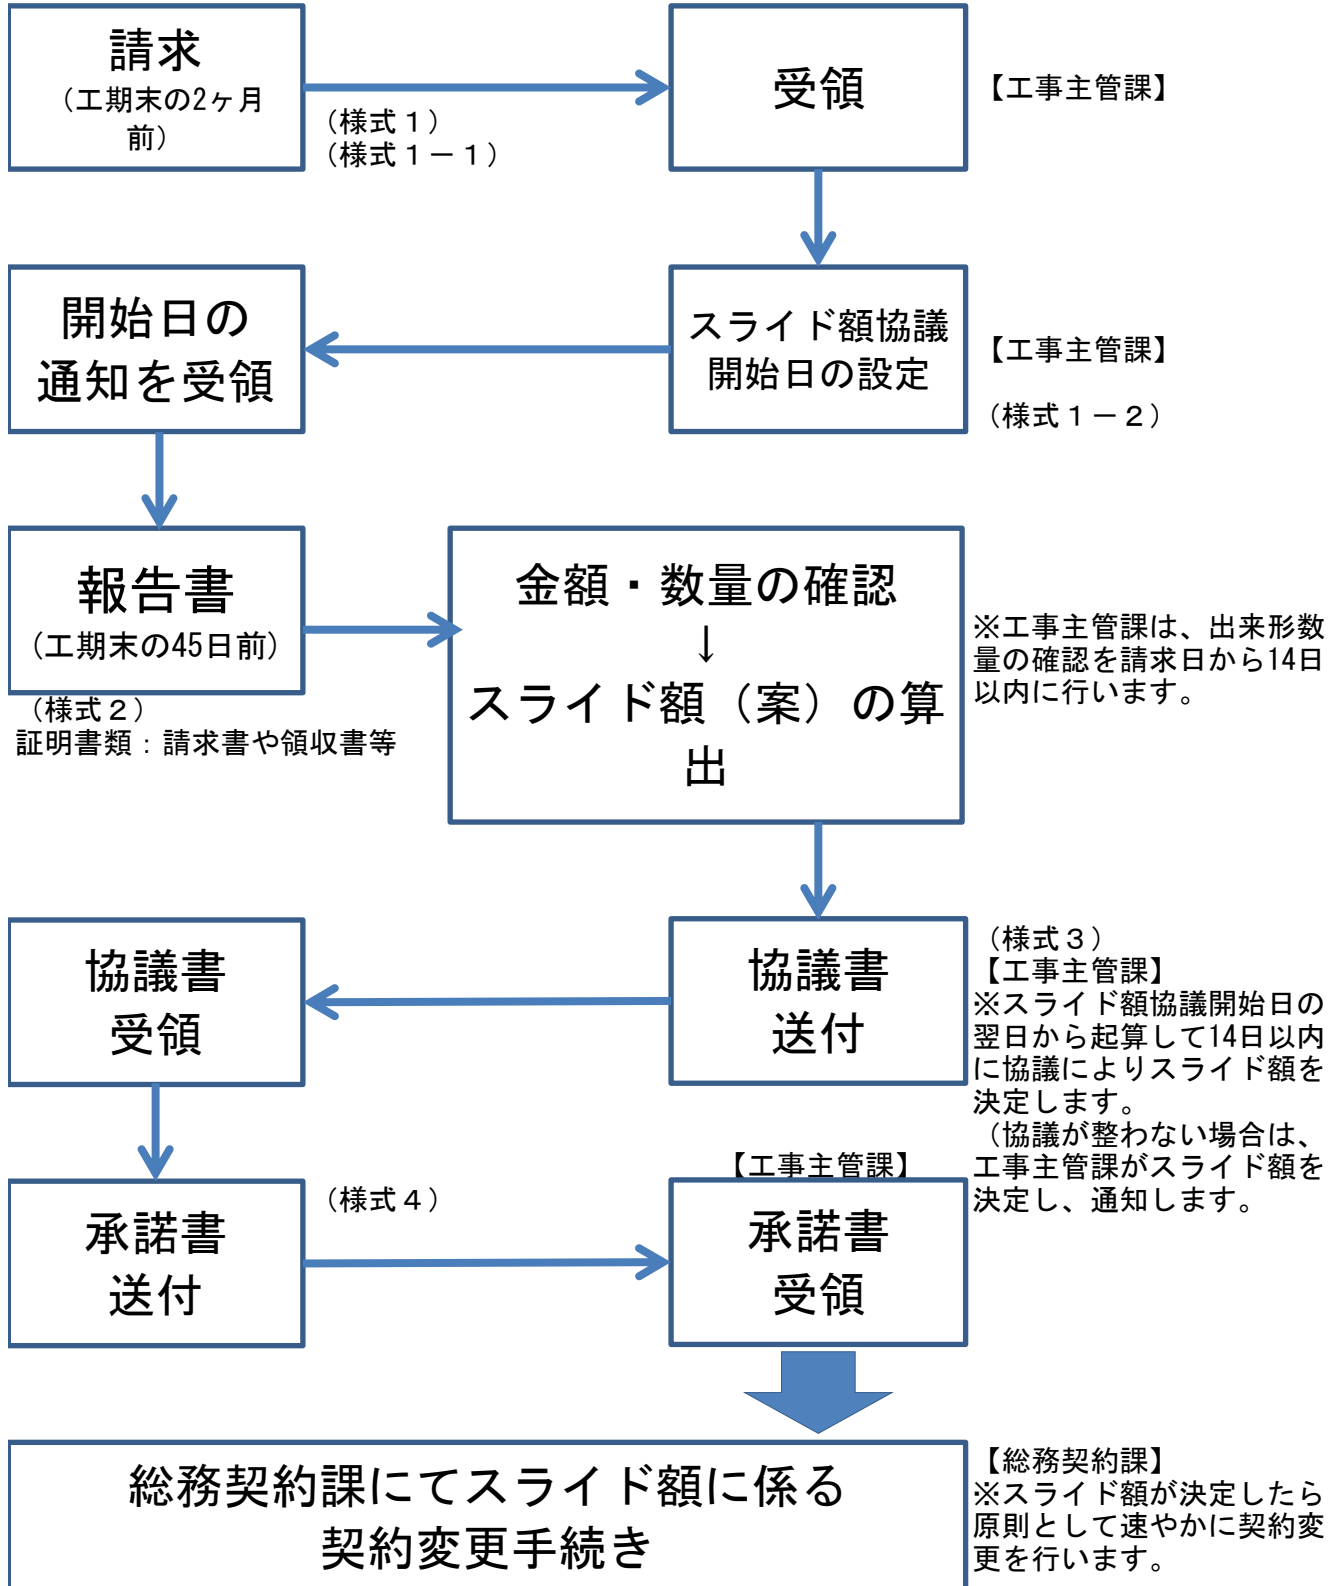 請求
（工期末の2ヶ月
前）
（様式１）
（様式１－１）
受領
【工事主管課】
開始日の
通知を受領
スライド額協議
開始日の設定
【工事主管課】
（様式１－２）
報告書
（工期末の45日前）
（様式２）
証明書類：請求書や領収書等
金額・数量の確認
↓
スライド額（案）の算
出
※工事主管課は、出来形数
量の確認を請求日から14日
以内に行います。
協議書
受領
協議書
送付
（様式３）
【工事主管課】
※スライド額協議開始日の
翌日から起算して14日以内
に協議によりスライド額を
決定します。
（協議が整わない場合は、
工事主管課がスライド額を
決定し、通知します。
承諾書
送付
（様式４）
【工事主管課】
承諾書
受領
総務契約課にてスライド額に係る
契約変更手続き
【総務契約課】
※スライド額が決定したら
原則として速やかに契約変
更を行います。